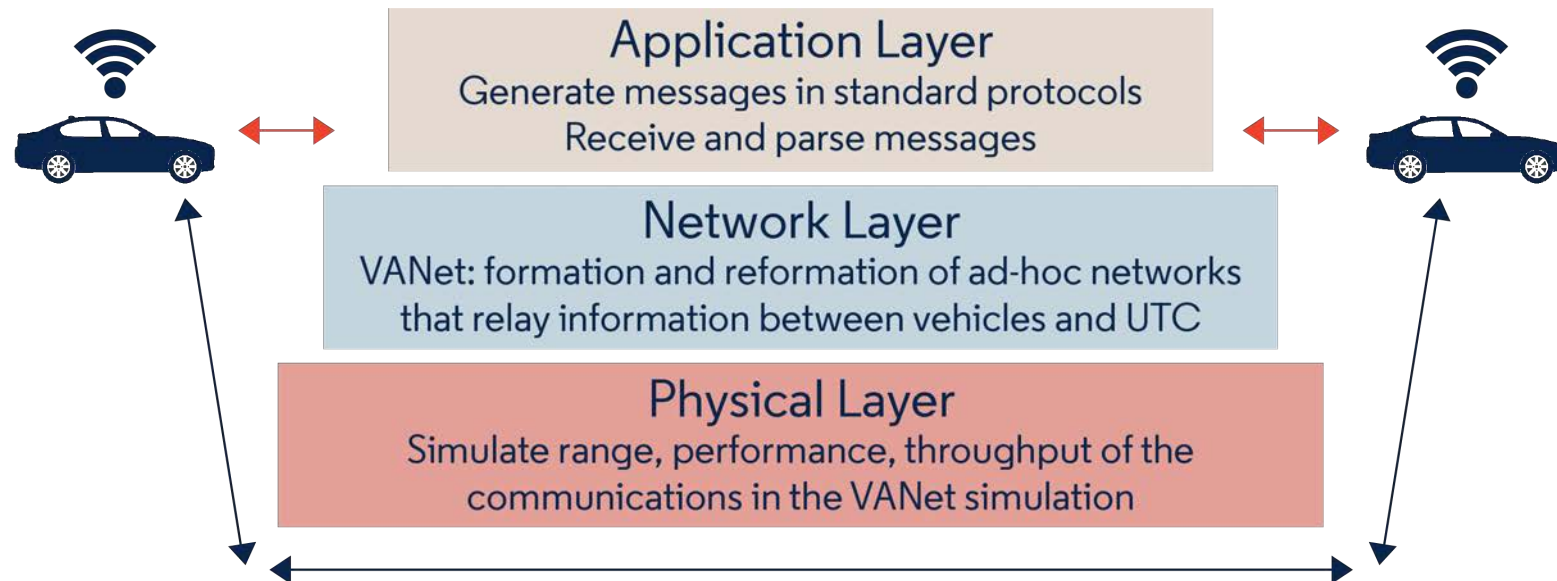 Application Layer
Generate messages in standard protocols
Receive and parse messages
Network Layer
VANet: formation and reformation of ad-hoc networks
that relay information between vehicles and UTC
Physical Layer
Simulate range, performance, throughput of the
communications in the VANet simulation